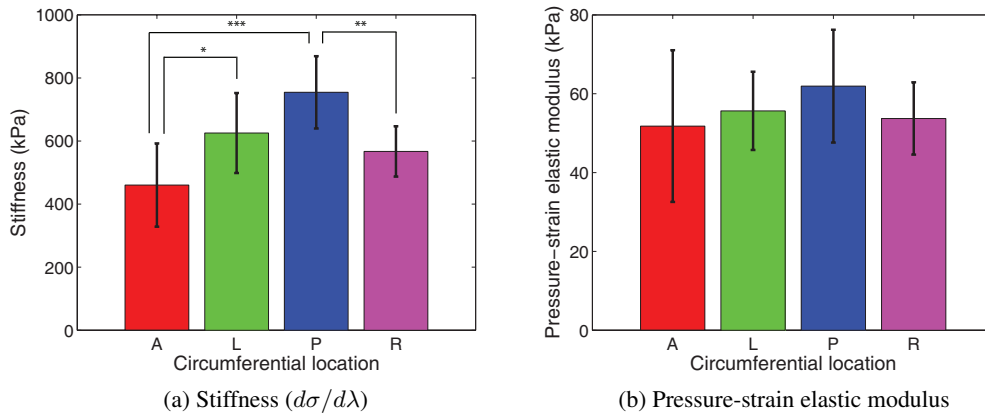 Stiffness (kPa)
1000
800
600
400
200
0
***
**
*
A L P R
Circumferential location
(a) Stiffness (dσ/dλ)
Pressure−strain elastic modulus (kPa)
80
60
40
20
0
A L P R
Circumferential location
(b) Pressure-strain elastic modulus